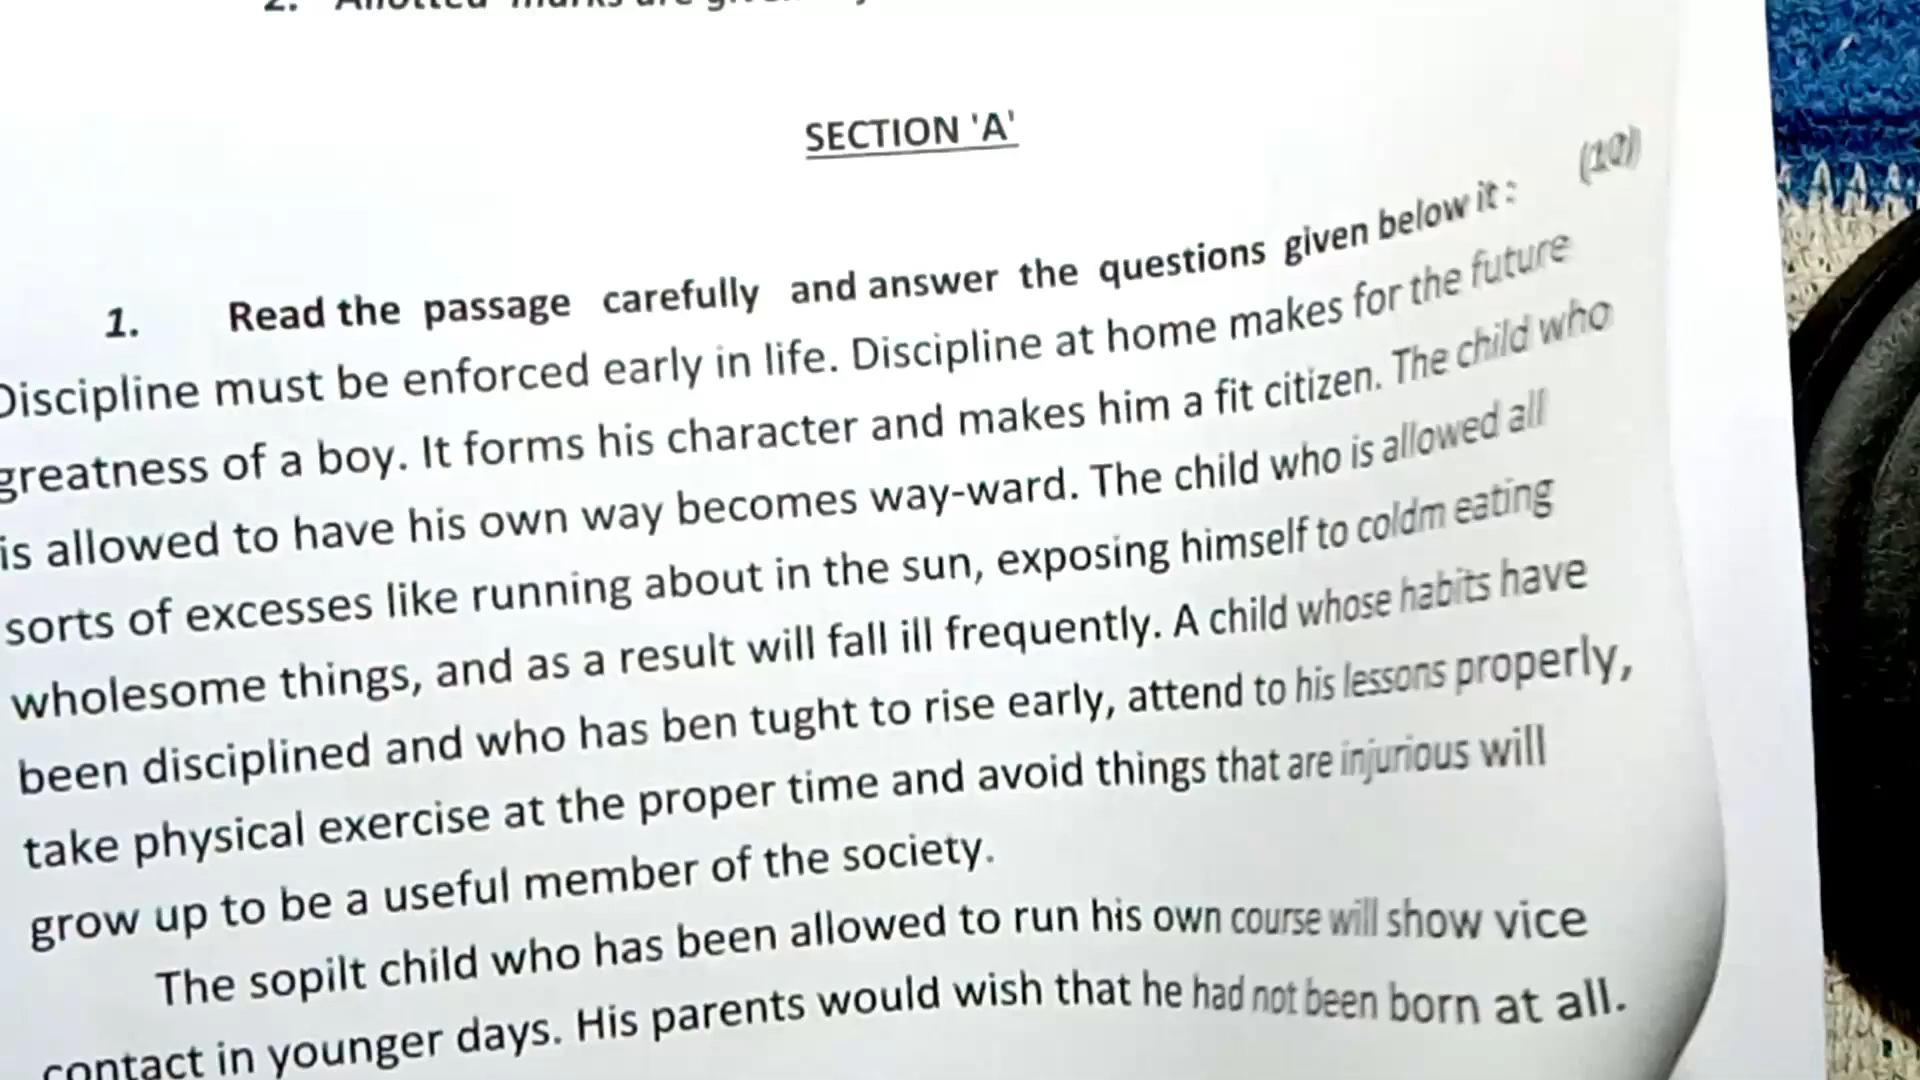 2. Allotted marks are
SECTION 'A'
(10)
1. Read the passage carefully and answer the questions given below it :
Discipline must be enforced early in life. Discipline at home makes for the future
greatness of a boy. It forms his character and makes him a fit citizen. The child who
is allowed to have his own way becomes way-ward. The child who is allowed all
sorts of excesses like running about in the sun, exposing himself to coldm eating
wholesome things, and as a result will fall ill frequently. A child whose habits have
been disciplined and who has ben tught to rise early, attend to his lessons properly,
take physical exercise at the proper time and avoid things that are injurious will
grow up to be a useful member of the society.
The sopilt child who has been allowed to run his own course will show vice
contact in younger days. His parents would wish that he had not been born at all.